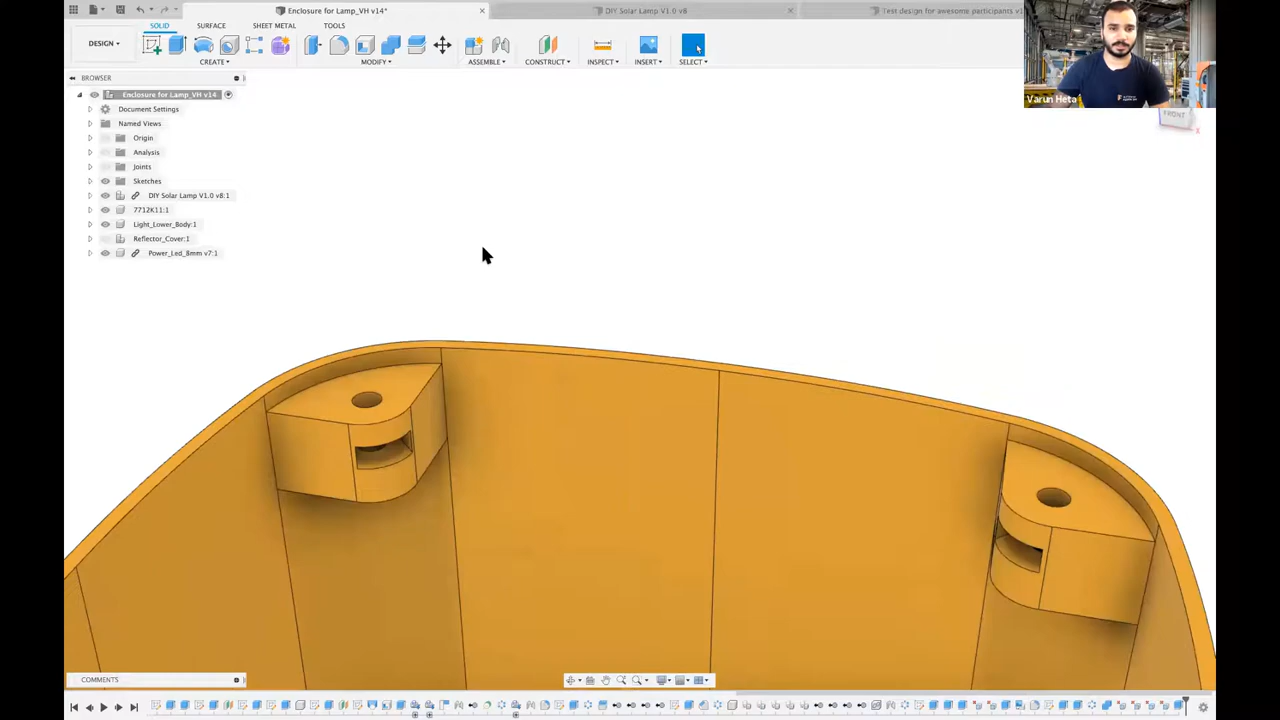 Enclosure for Lamp_VH v14*
DIY Solar Lamp V1.0 v8
Test design for awesome participants v1
SOLID
SURFACE
SHEET METAL
TOOLS
DESIGN
CREATE
MODIFY
ASSEMBLE
CONSTRUCT
INSPECT
INSERT
SELECT
BROWSER
Enclosure for Lamp_VH v14
Document Settings
Named Views
Origin
Analysis
Joints
Sketches
DIY Solar Lamp V1.0 v8:1
7712K11:1
Light_Lower_Body:1
Reflector_Cover:1
Power_Led_8mm v7:1
Varun Heta
FRONT
X
COMMENTS